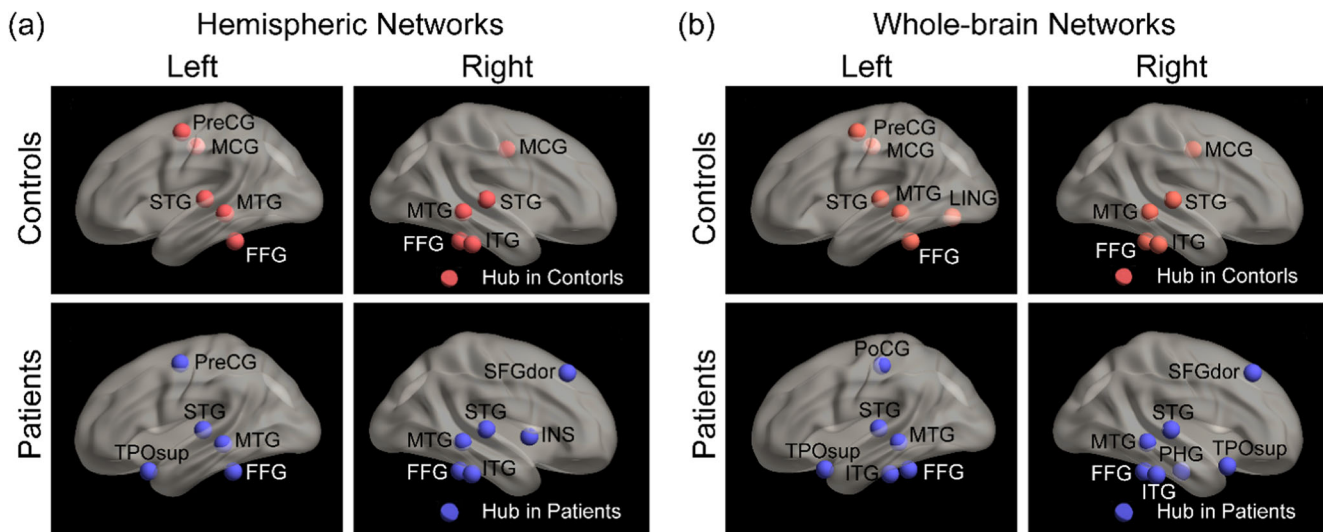 (a) Hemispheric Networks
Left Right
Controls
PreCG
MCG
STG MTG
FFG
MCG
STG
MTG
FFG ITG
Hub in Contorls
Patients
PreCG
STG
MTG
TPOsup
FFG
SFGdor
STG
INS
MTG
FFG ITG
Hub in Patients
(b) Whole-brain Networks
Left Right
Controls
PreCG
MCG
STG MTG LING
FFG
MCG
STG
MTG
FFG ITG
Hub in Contorls
Patients
PoCG
STG
MTG
TPOsup
ITG FFG
SFGdor
STG
MTG
PHG TPOsup
FFG
ITG
Hub in Patients